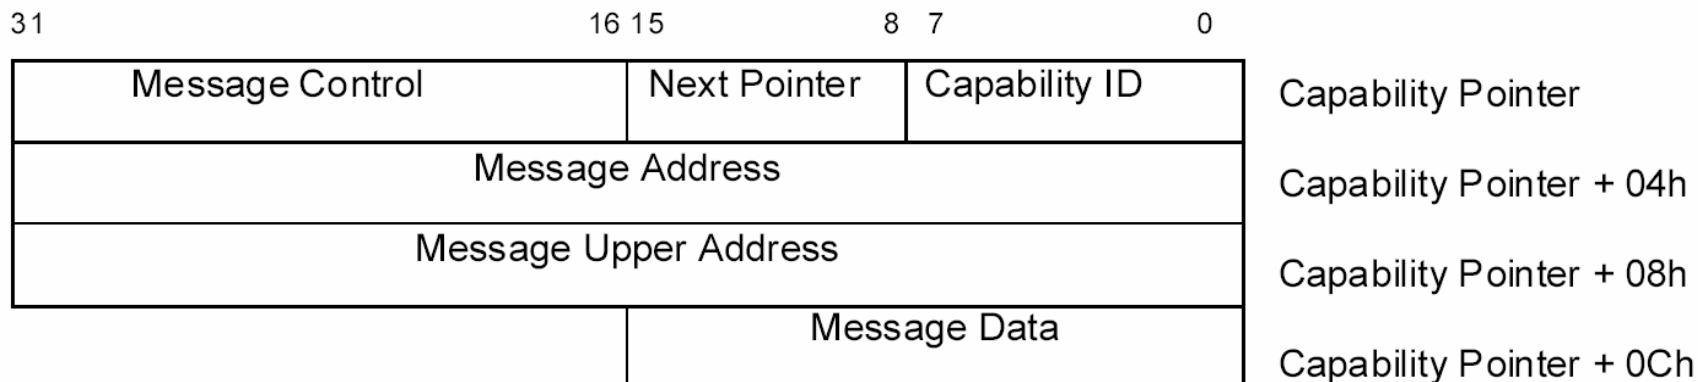 31 16 15 8 7 0
Message Control Next Pointer Capability ID Capability Pointer
Message Address Capability Pointer + 04h
Message Upper Address Capability Pointer + 08h
Message Data Capability Pointer + 0Ch